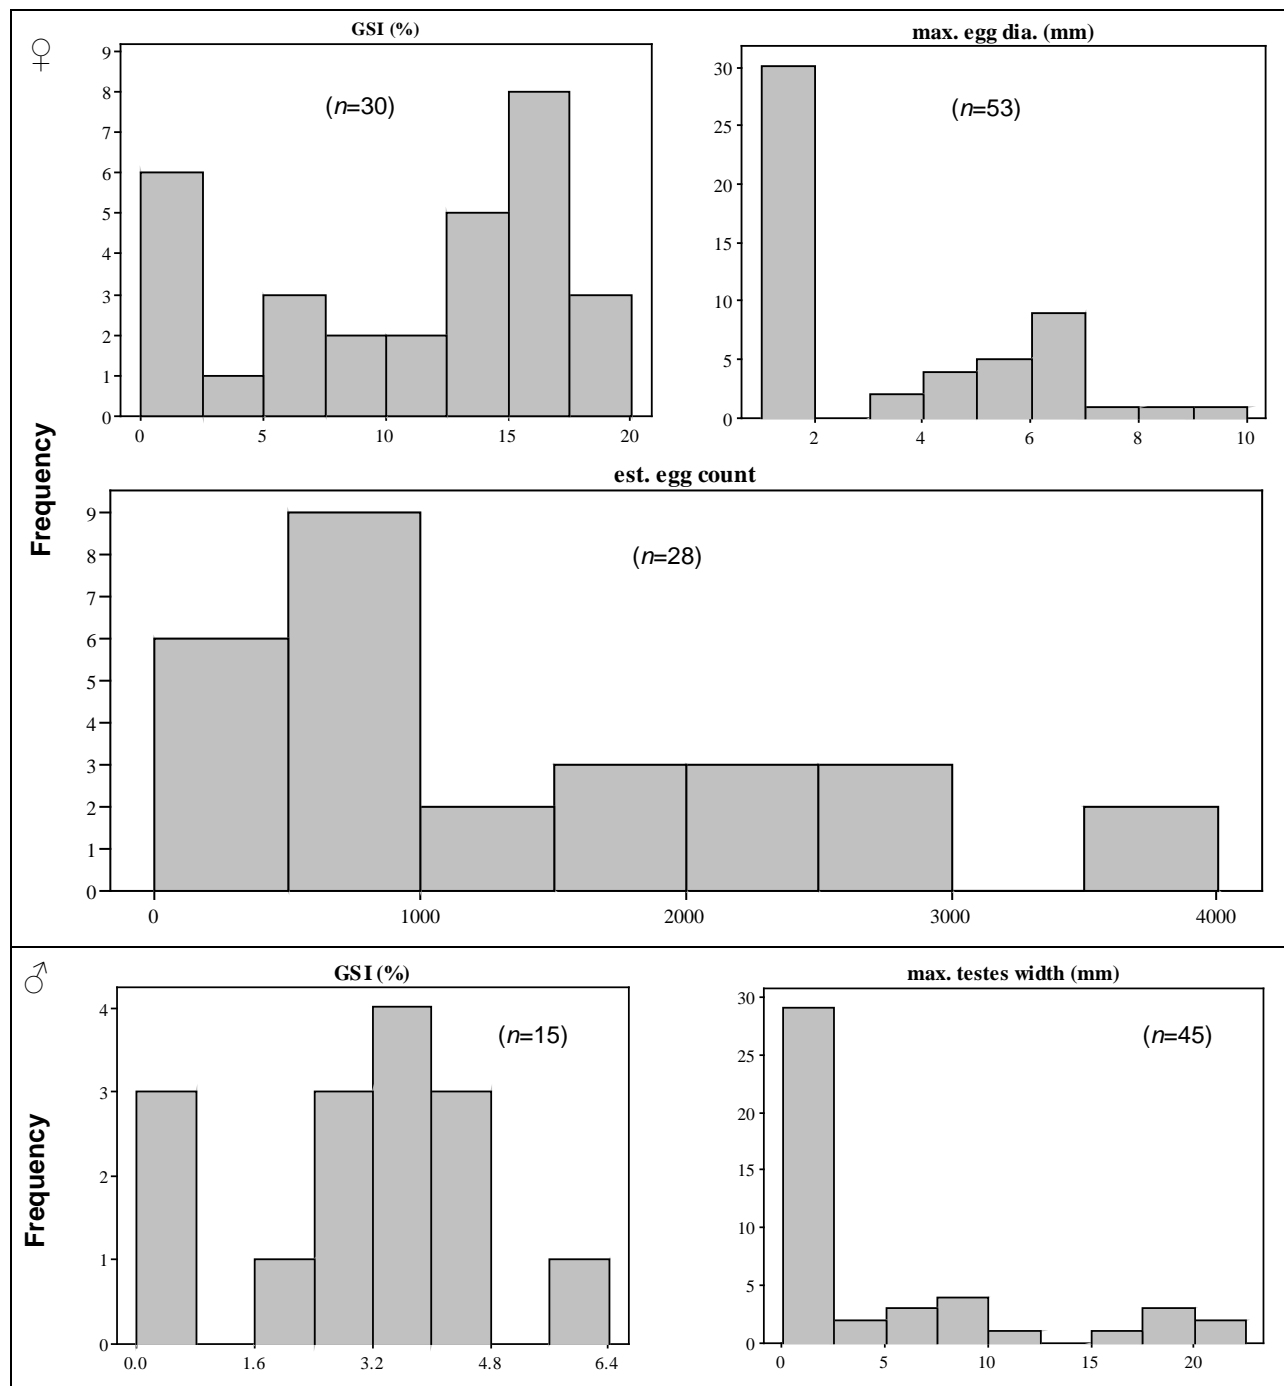 ♀
GSI (%)
(n=30)
9
8
7
6
5
4
3
2
1
0
0 5 10 15 20
max. egg dia. (mm)
(n=53)
30
25
20
15
10
5
0
2 4 6 8 10
Frequency
est. egg count
(n=28)
9
8
7
6
5
4
3
2
1
0
0 1000 2000 3000 4000
♂
GSI (%)
(n=15)
4
3
2
1
0
0.0 1.6 3.2 4.8 6.4
max. testes width (mm)
(n=45)
30
25
20
15
10
5
0
0 5 10 15 20
Frequency